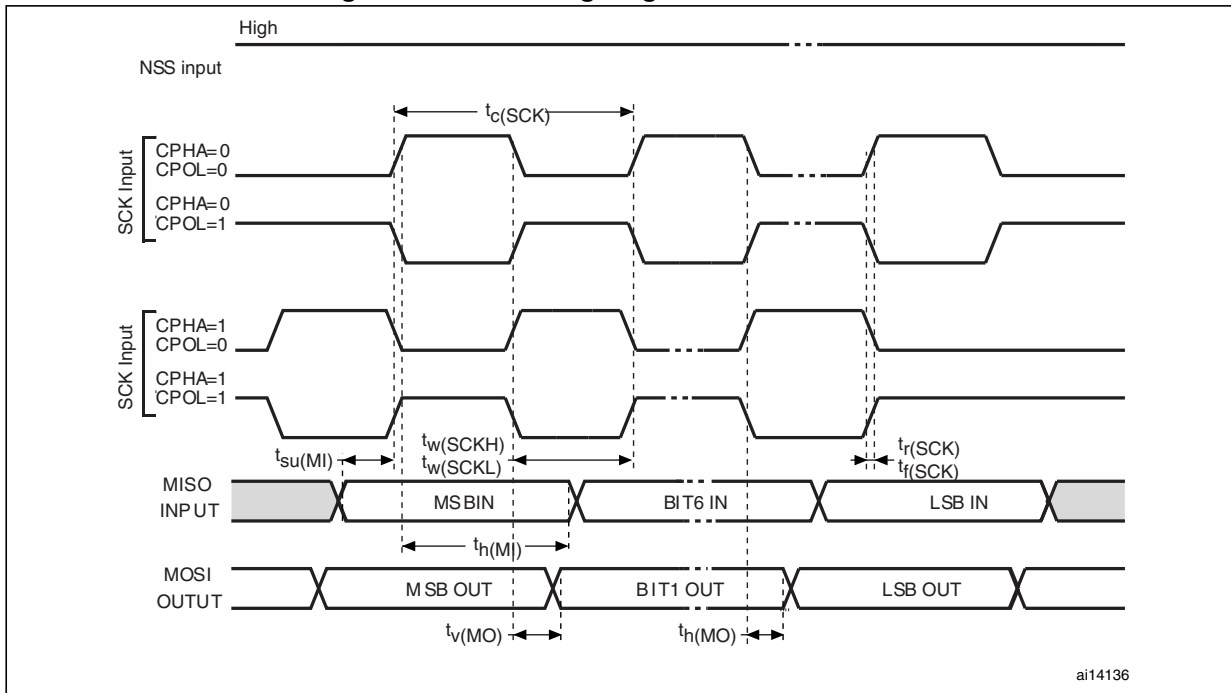 High
NSS input
tc(SCK)
SCK Input
CPHA=0
CPOL=0
CPHA=0
CPOL=1
SCK Input
CPHA=1
CPOL=0
CPHA=1
CPOL=1
tsu(MI)
tw(SCKH)
tw(SCKL)
tr(SCK)
tf(SCK)
MISO
INPUT
MSBIN
BIT6 IN
LSB IN
th(MI)
MOSI
OUTUT
MSB OUT
BIT1 OUT
LSB OUT
tv(MO)
th(MO)
ai14136